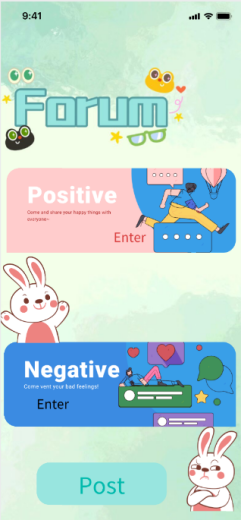 9:41
Forum
Positive
Come and share your happy things with
everyone~
Enter
Negative
Come vent your bad feelings!
Enter
Post